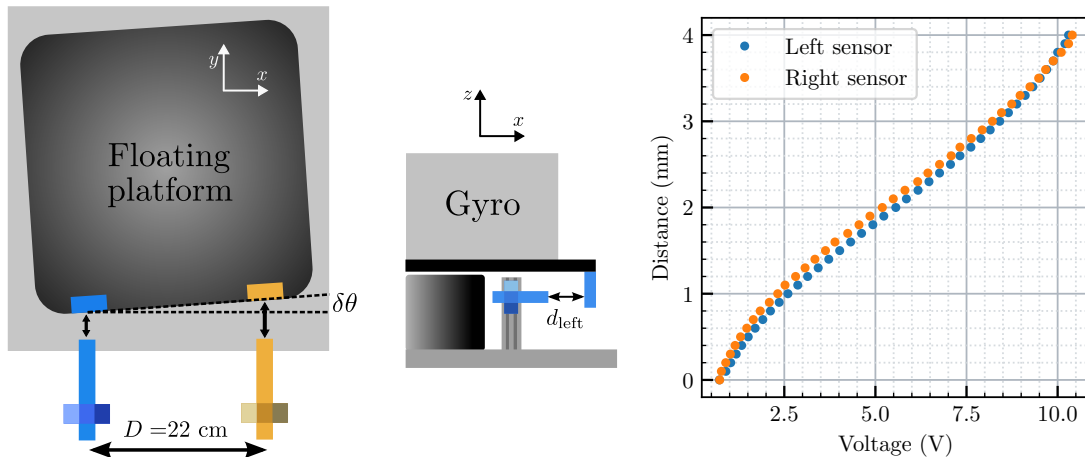 y
x
Floating
platform
δθ
D =22 cm
z
x
Gyro
d_left
Left sensor
Right sensor
4
3
2
1
0
Distance (mm)
2.5 5.0 7.5 10.0
Voltage (V)